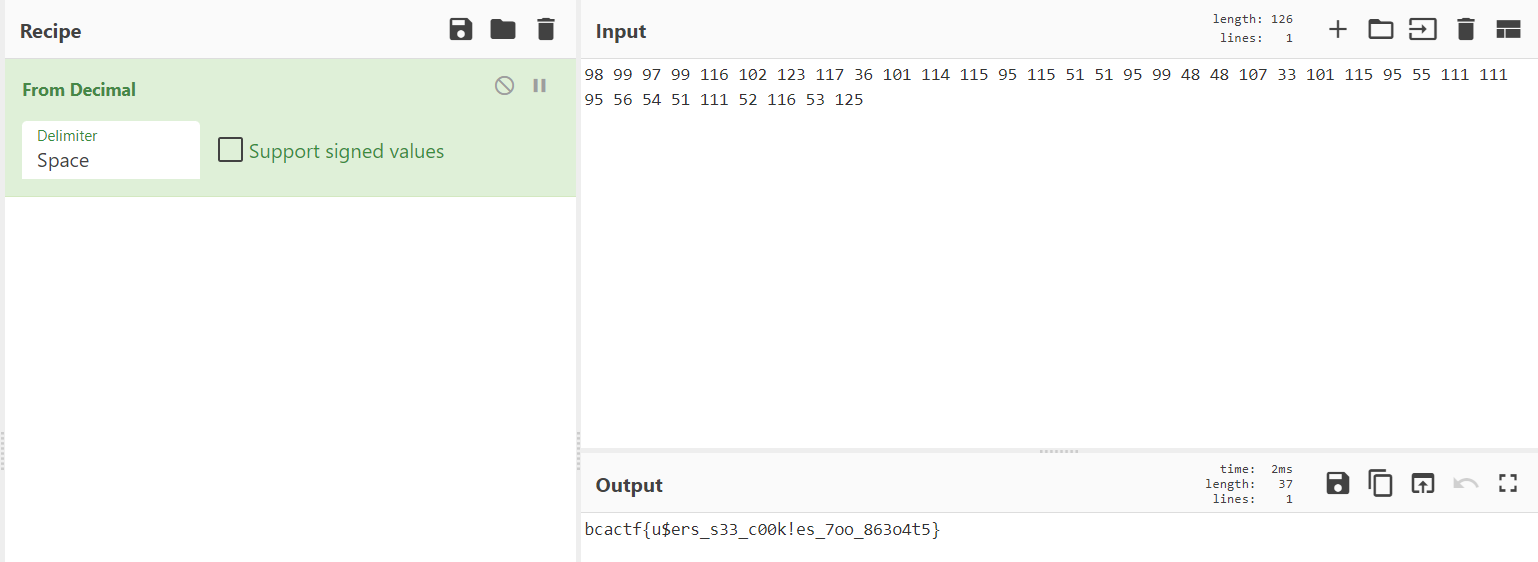 Recipe
From Decimal
Delimiter
Space
Support signed values
Input
length: 126
lines: 1
98 99 97 99 116 102 123 117 36 101 114 115 95 115 51 51 95 99 48 48 107 33 101 115 95 55 111 111
95 56 54 51 111 52 116 53 125
Output
time: 2ms
length: 37
lines: 1
bcactf{u$ers_s33_c00k!es_7oo_863o4t5}